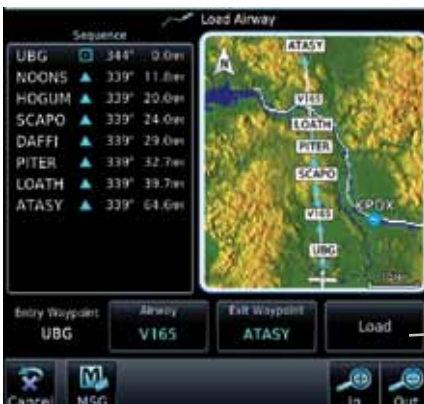 Load Airway
Sequence
UBG 344° 0.0nm
NOONS 339° 11.8nm
HOGUM 339° 20.0nm
SCAPO 339° 24.0nm
DAFFI 339° 29.0nm
PITER 339° 32.7nm
LOATH 339° 39.7nm
ATASY 339° 64.6nm
N
ATASY
V165
LOATH
PITER
SCAPO
KPDX
V165
UBG
Entry Waypoint
UBG
Airway
V165
Exit Waypoint
ATASY
Load
Cancel
MSG
In
Out